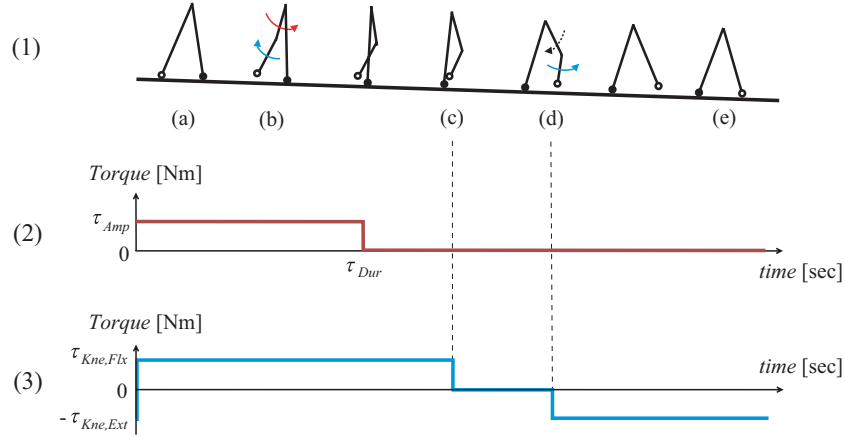 (1)
(a) (b) (c) (d) (e)
Torque [Nm]
(2)
τ Amp
0
τ Dur
time [sec]
Torque [Nm]
τ Kne,Flx
time [sec]
(3)
0
- τ Kne,Ext